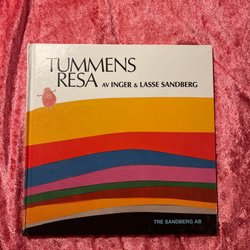 TUMMENS
RESA
AV INGER & LASSE SANDBERG
TRE SANDBERG AB